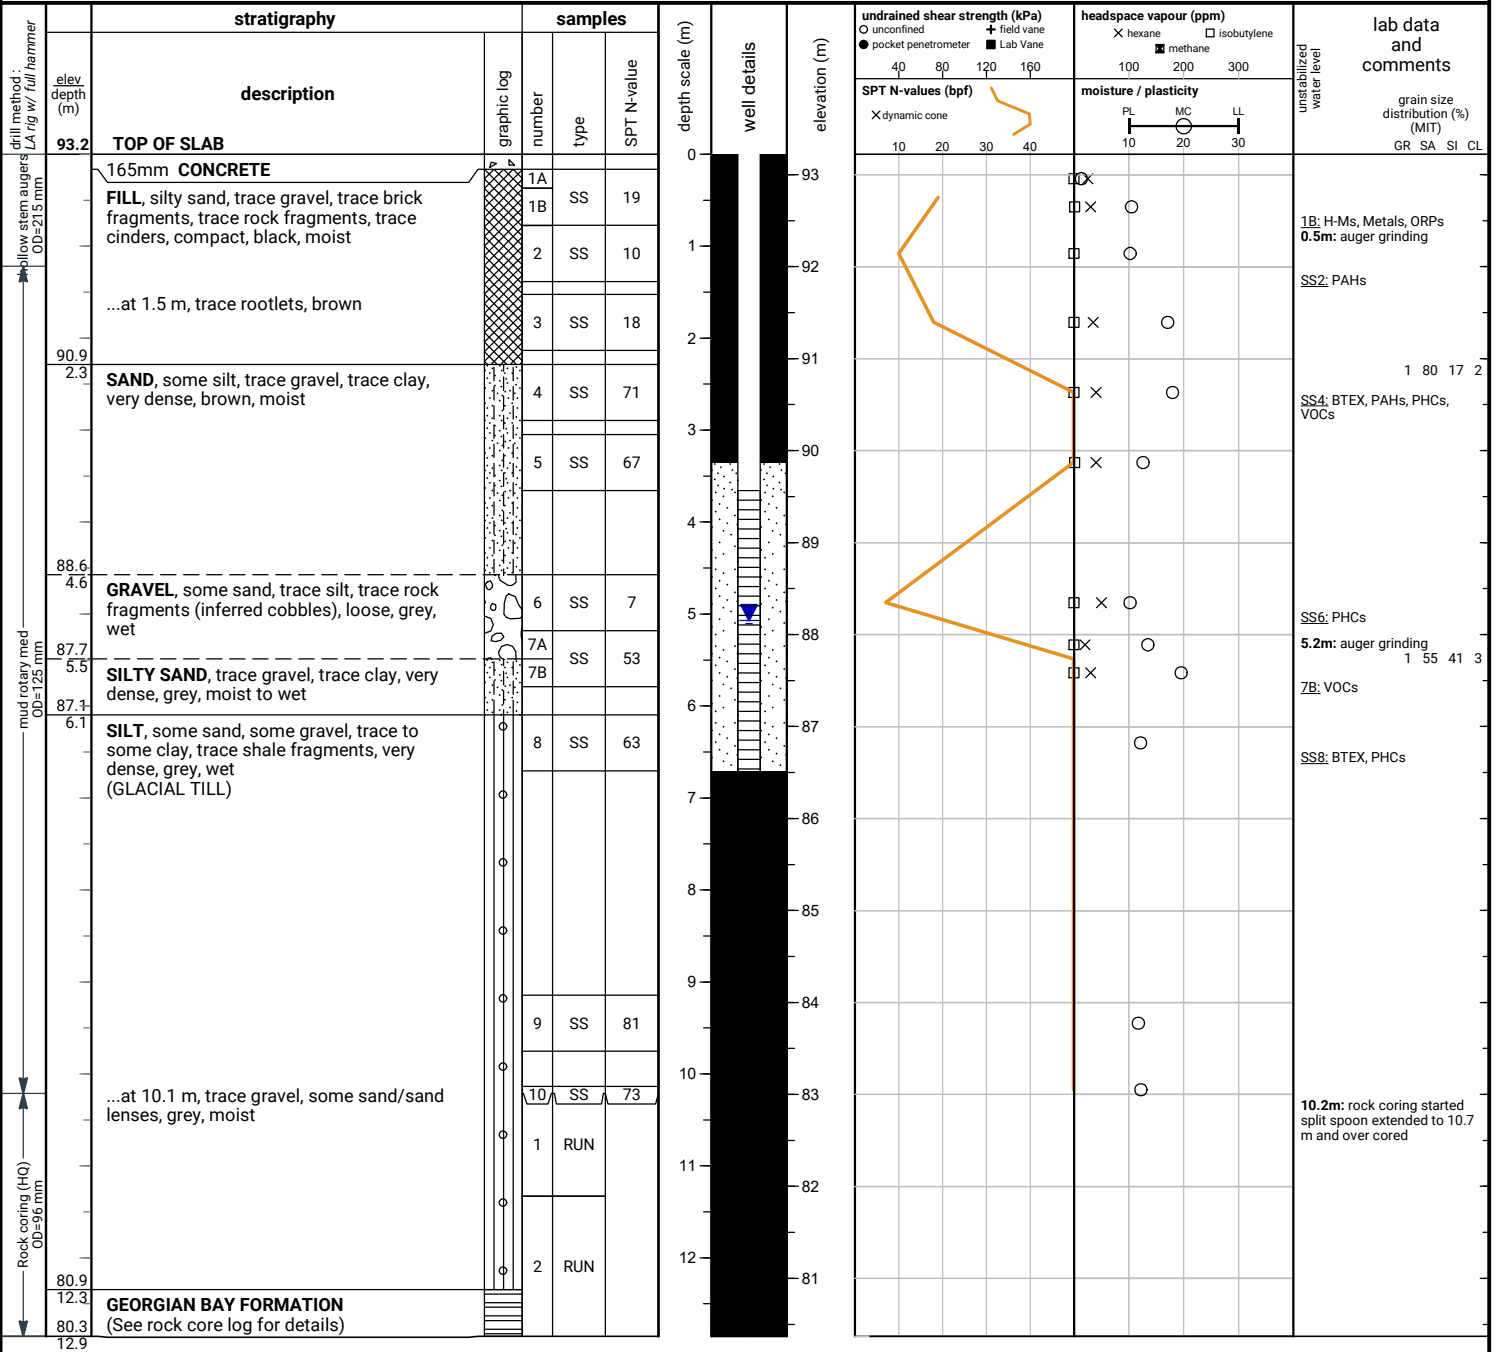 drill method :
LA rig w/ full hammer
stratigraphy
samples
elev
depth
(m)
description
graphic log
number
type
SPT N-value
depth scale (m)
well details
elevation (m)
undrained shear strength (kPa)
unconfined
field vane
pocket penetrometer
Lab Vane
40 80 120 160
SPT N-values (bpf)
dynamic cone
10 20 30 40
headspace vapour (ppm)
hexane
isobutylene
methane
100 200 300
moisture / plasticity
PL MC LL
10 20 30
unstabilized
water level
lab data
and
comments
grain size
distribution (%)
(MIT)
GR SA SI CL
93.2 TOP OF SLAB
hollow stem augers
OD=215 mm
mud rotary med
OD=125 mm
Rock coring (HQ)
OD=96 mm
165mm CONCRETE
FILL, silty sand, trace gravel, trace brick
fragments, trace rock fragments, trace
cinders, compact, black, moist
...at 1.5 m, trace rootlets, brown
90.9
2.3
SAND, some silt, trace gravel, trace clay,
very dense, brown, moist
88.6
4.6
GRAVEL, some sand, trace silt, trace rock
fragments (inferred cobbles), loose, grey,
wet
87.7
5.5
SILTY SAND, trace gravel, trace clay, very
dense, grey, moist to wet
87.1
6.1
SILT, some sand, some gravel, trace to
some clay, trace shale fragments, very
dense, grey, wet
(GLACIAL TILL)
...at 10.1 m, trace gravel, some sand/sand
lenses, grey, moist
80.9
12.3
GEORGIAN BAY FORMATION
(See rock core log for details)
80.3
12.9
1A
1B SS 19
2 SS 10
3 SS 18
4 SS 71
5 SS 67
6 SS 7
7A
7B SS 53
8 SS 63
9 SS 81
10 SS 73
1 RUN
2 RUN
0
1
2
3
4
5
6
7
8
9
10
11
12
93
92
91
90
89
88
87
86
85
84
83
82
81
1B: H-Ms, Metals, ORPs
0.5m: auger grinding
SS2: PAHs
1 80 17 2
SS4: BTEX, PAHs, PHCs,
VOCs
SS6: PHCs
5.2m: auger grinding
1 55 41 3
7B: VOCs
SS8: BTEX, PHCs
10.2m: rock coring started
split spoon extended to 10.7
m and over cored